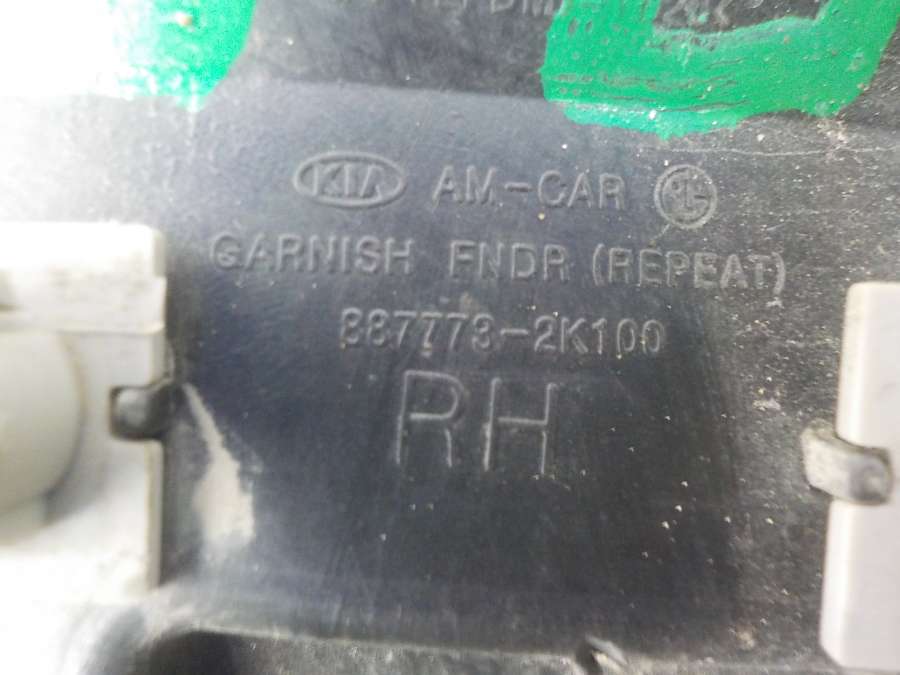 KIA AM-CAR
GARNISH FNDR (REPEAT)
887773-2K100
RH